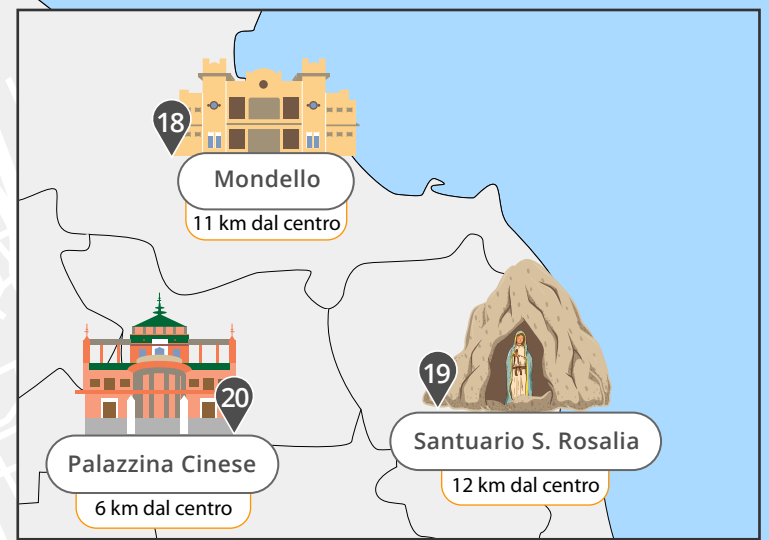 18
Mondello
11 km dal centro
19
Santuario S. Rosalia
12 km dal centro
20
Palazzina Cinese
6 km dal centro